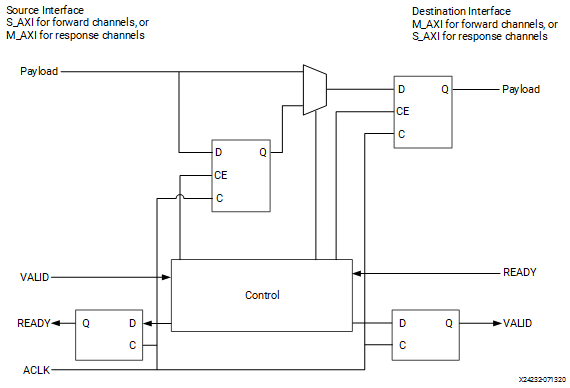 Source Interface
S_AXI for forward channels, or
M_AXI for response channels
Destination Interface
M_AXI for forward channels, or
S_AXI for response channels
Payload
D Q
CE
C
Payload
D Q
CE
C
VALID
READY
Control
READY
Q D
C
D Q
C
VALID
ACLK
X24232-071320